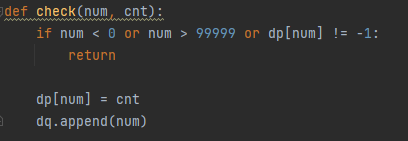 def check(num, cnt):
    if num < 0 or num > 99999 or dp[num] != -1:
        return
    dp[num] = cnt
    dq.append(num)